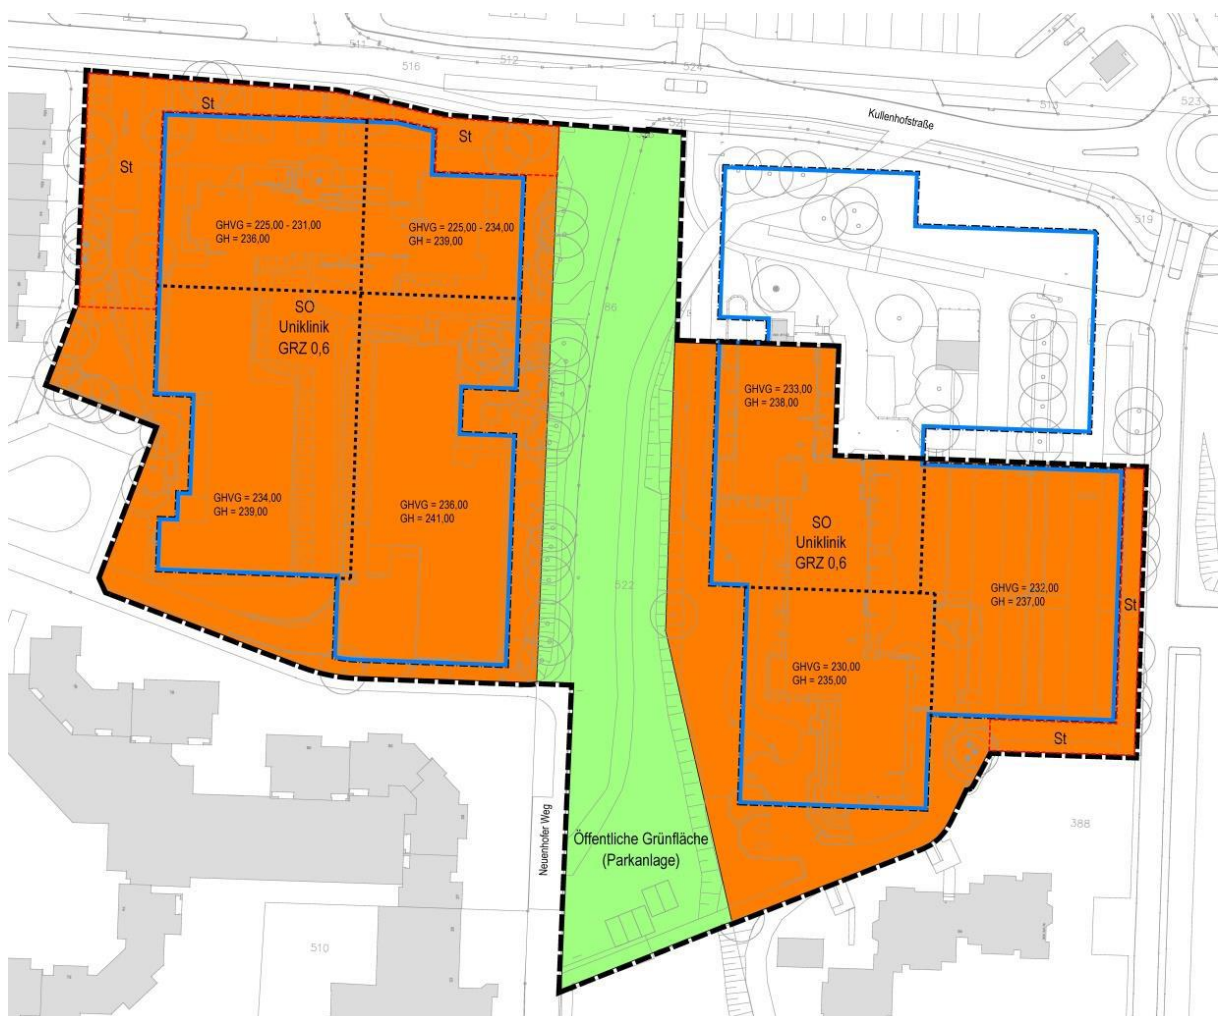 511
516
512
524
513
523
Kullenhofstraße
519
St
St
St
GHVG = 225,00 - 231,00
GH = 236,00
GHVG = 225,00 - 234,00
GH = 239,00
SO
Uniklinik
GRZ 0,6
86
GHVG = 233,00
GH = 238,00
GHVG = 234,00
GH = 239,00
GHVG = 236,00
GH = 241,00
SO
Uniklinik
GRZ 0,6
522
GHVG = 232,00
GH = 237,00
St
GHVG = 230,00
GH = 235,00
St
Neuenhofer Weg
Öffentliche Grünfläche
(Parkanlage)
388
510